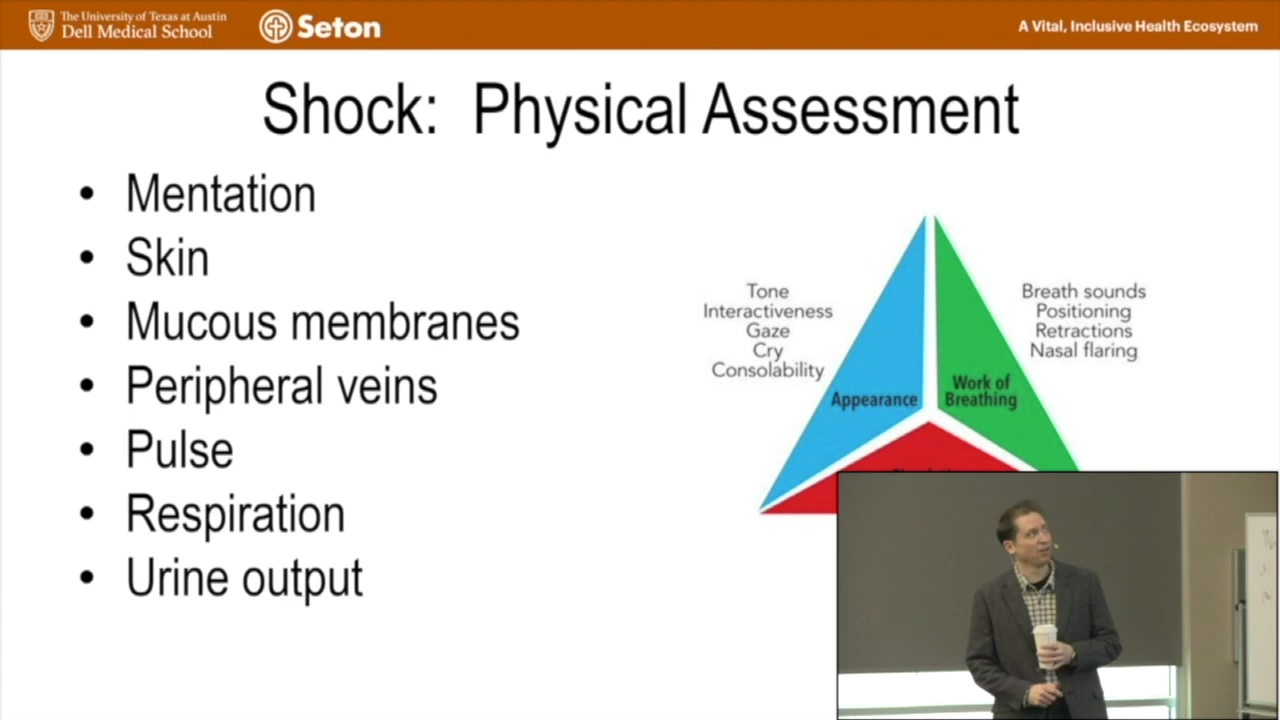 The University of Texas at Austin
Dell Medical School
Seton
A Vital, Inclusive Health Ecosystem
Shock: Physical Assessment
• Mentation
• Skin
• Mucous membranes
• Peripheral veins
• Pulse
• Respiration
• Urine output
Tone
Interactiveness
Gaze
Cry
Consolability
Breath sounds
Positioning
Retractions
Nasal flaring
Appearance
Work of
Breathing